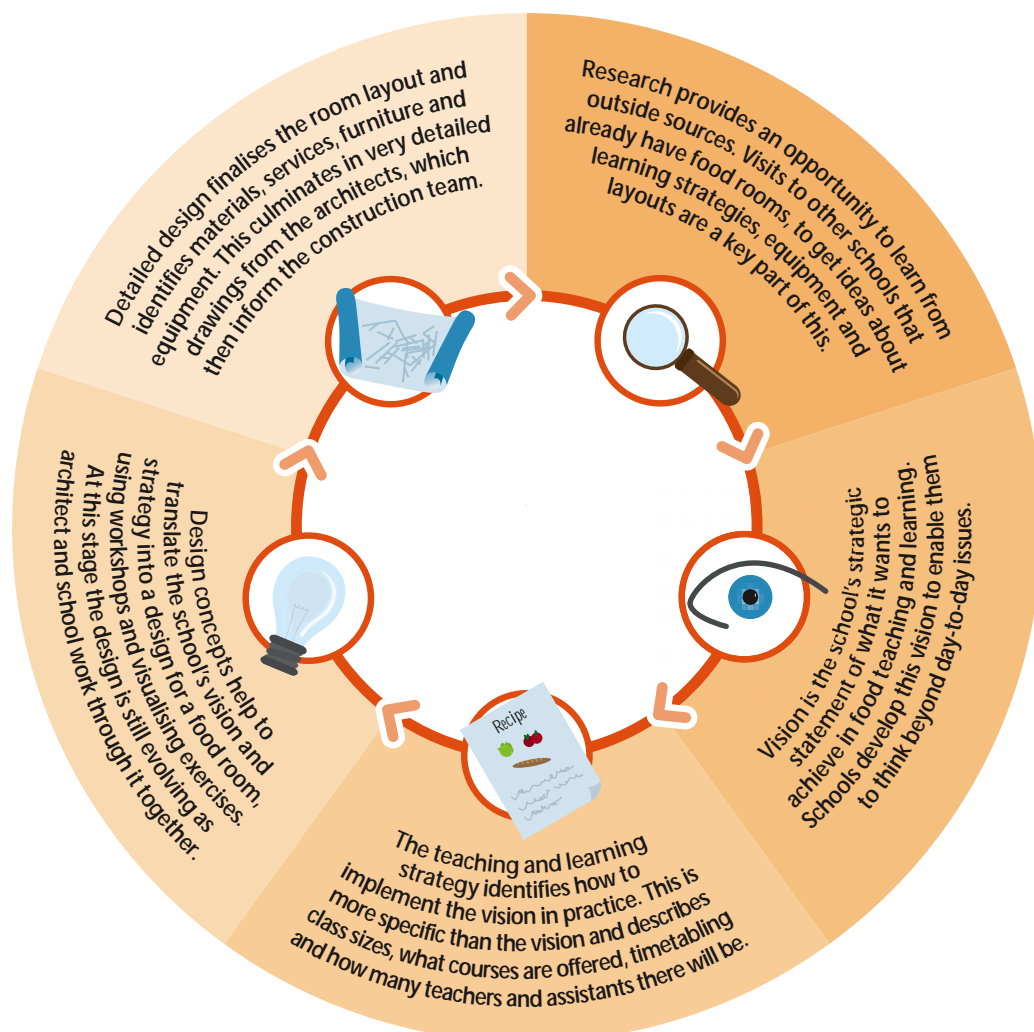 Research provides an opportunity to learn from
outside sources. Visits to other schools that
already have food rooms, to get ideas about
learning strategies, equipment and
layouts are a key part of this.
Vision is the school's strategic
statement of what it wants to
achieve in food teaching and learning.
Schools develop this vision to enable them
to think beyond day-to-day issues.
Recipe
The teaching and learning
strategy identifies how to
implement the vision in practice. This is
more specific than the vision and describes
class sizes, what courses are offered, timetabling
and how many teachers and assistants there will be.
Design concepts help to
translate the school's vision and
strategy into a design for a food room,
using workshops and visualising exercises.
At this stage the design is still evolving as
architect and school work through it together.
Detailed design finalises the room layout and
identifies materials, services, furniture and
equipment. This culminates in very detailed
drawings from the architects, which
then inform the construction team.